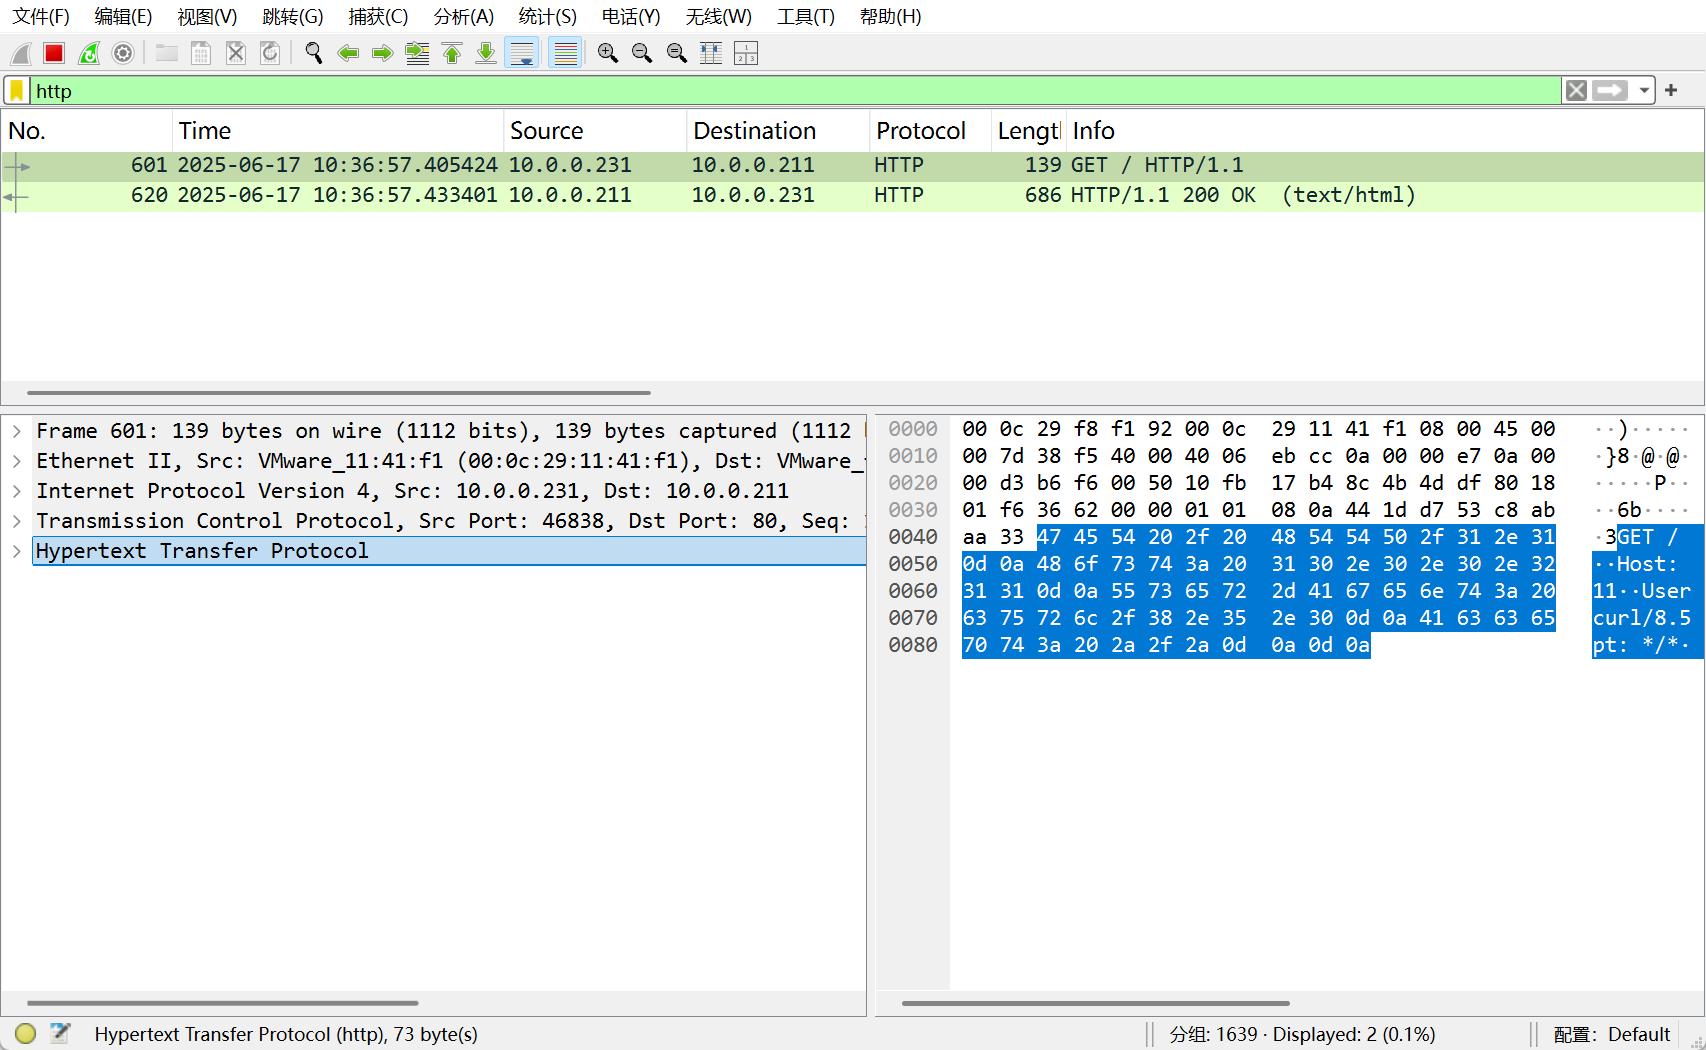 文件(F) 编辑(E) 视图(V) 跳转(G) 捕获(C) 分析(A) 统计(S) 电话(Y) 无线(W) 工具(T) 帮助(H)
http
No. Time Source Destination Protocol Lengt Info
601 2025-06-17 10:36:57.405424 10.0.0.231 10.0.0.211 HTTP 139 GET / HTTP/1.1
620 2025-06-17 10:36:57.433401 10.0.0.211 10.0.0.231 HTTP 686 HTTP/1.1 200 OK (text/html)
Frame 601: 139 bytes on wire (1112 bits), 139 bytes captured (1112
Ethernet II, Src: VMware_11:41:f1 (00:0c:29:11:41:f1), Dst: VMware_
Internet Protocol Version 4, Src: 10.0.0.231, Dst: 10.0.0.211
Transmission Control Protocol, Src Port: 46838, Dst Port: 80, Seq:
Hypertext Transfer Protocol
0000 00 0c 29 f8 f1 92 00 0c 29 11 41 f1 08 00 45 00 ··)·····
0010 00 7d 38 f5 40 00 40 06 eb cc 0a 00 00 e7 0a 00 ·}8·@·@·
0020 00 d3 b6 f6 00 50 10 fb 17 b4 8c 4b 4d df 80 18 ·····P··
0030 01 f6 36 62 00 00 01 01 08 0a 44 1d d7 53 c8 ab ··6b····
0040 aa 33 47 45 54 20 2f 20 48 54 54 50 2f 31 2e 31 ·3GET /
0050 0d 0a 48 6f 73 74 3a 20 31 30 2e 30 2e 30 2e 32 ··Host:
0060 31 31 0d 0a 55 73 65 72 2d 41 67 65 6e 74 3a 20 11··User
0070 63 75 72 6c 2f 38 2e 35 2e 30 0d 0a 41 63 63 65 curl/8.5
0080 70 74 3a 20 2a 2f 2a 0d 0a 0d 0a pt: */*·
Hypertext Transfer Protocol (http), 73 byte(s) 分组: 1639 · Displayed: 2 (0.1%) 配置: Default